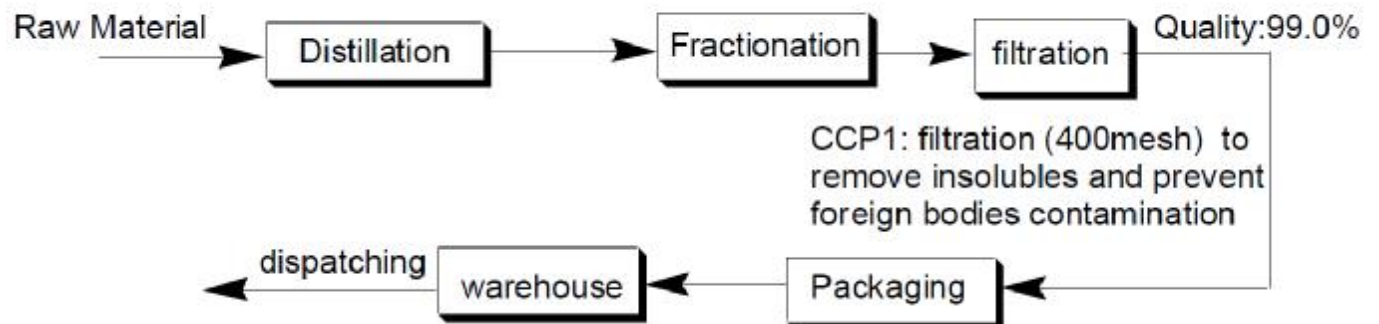 Raw Material
Distillation
Fractionation
filtration
Quality:99.0%
CCP1: filtration (400mesh) to
remove insolubles and prevent
foreign bodies contamination
Packaging
warehouse
dispatching